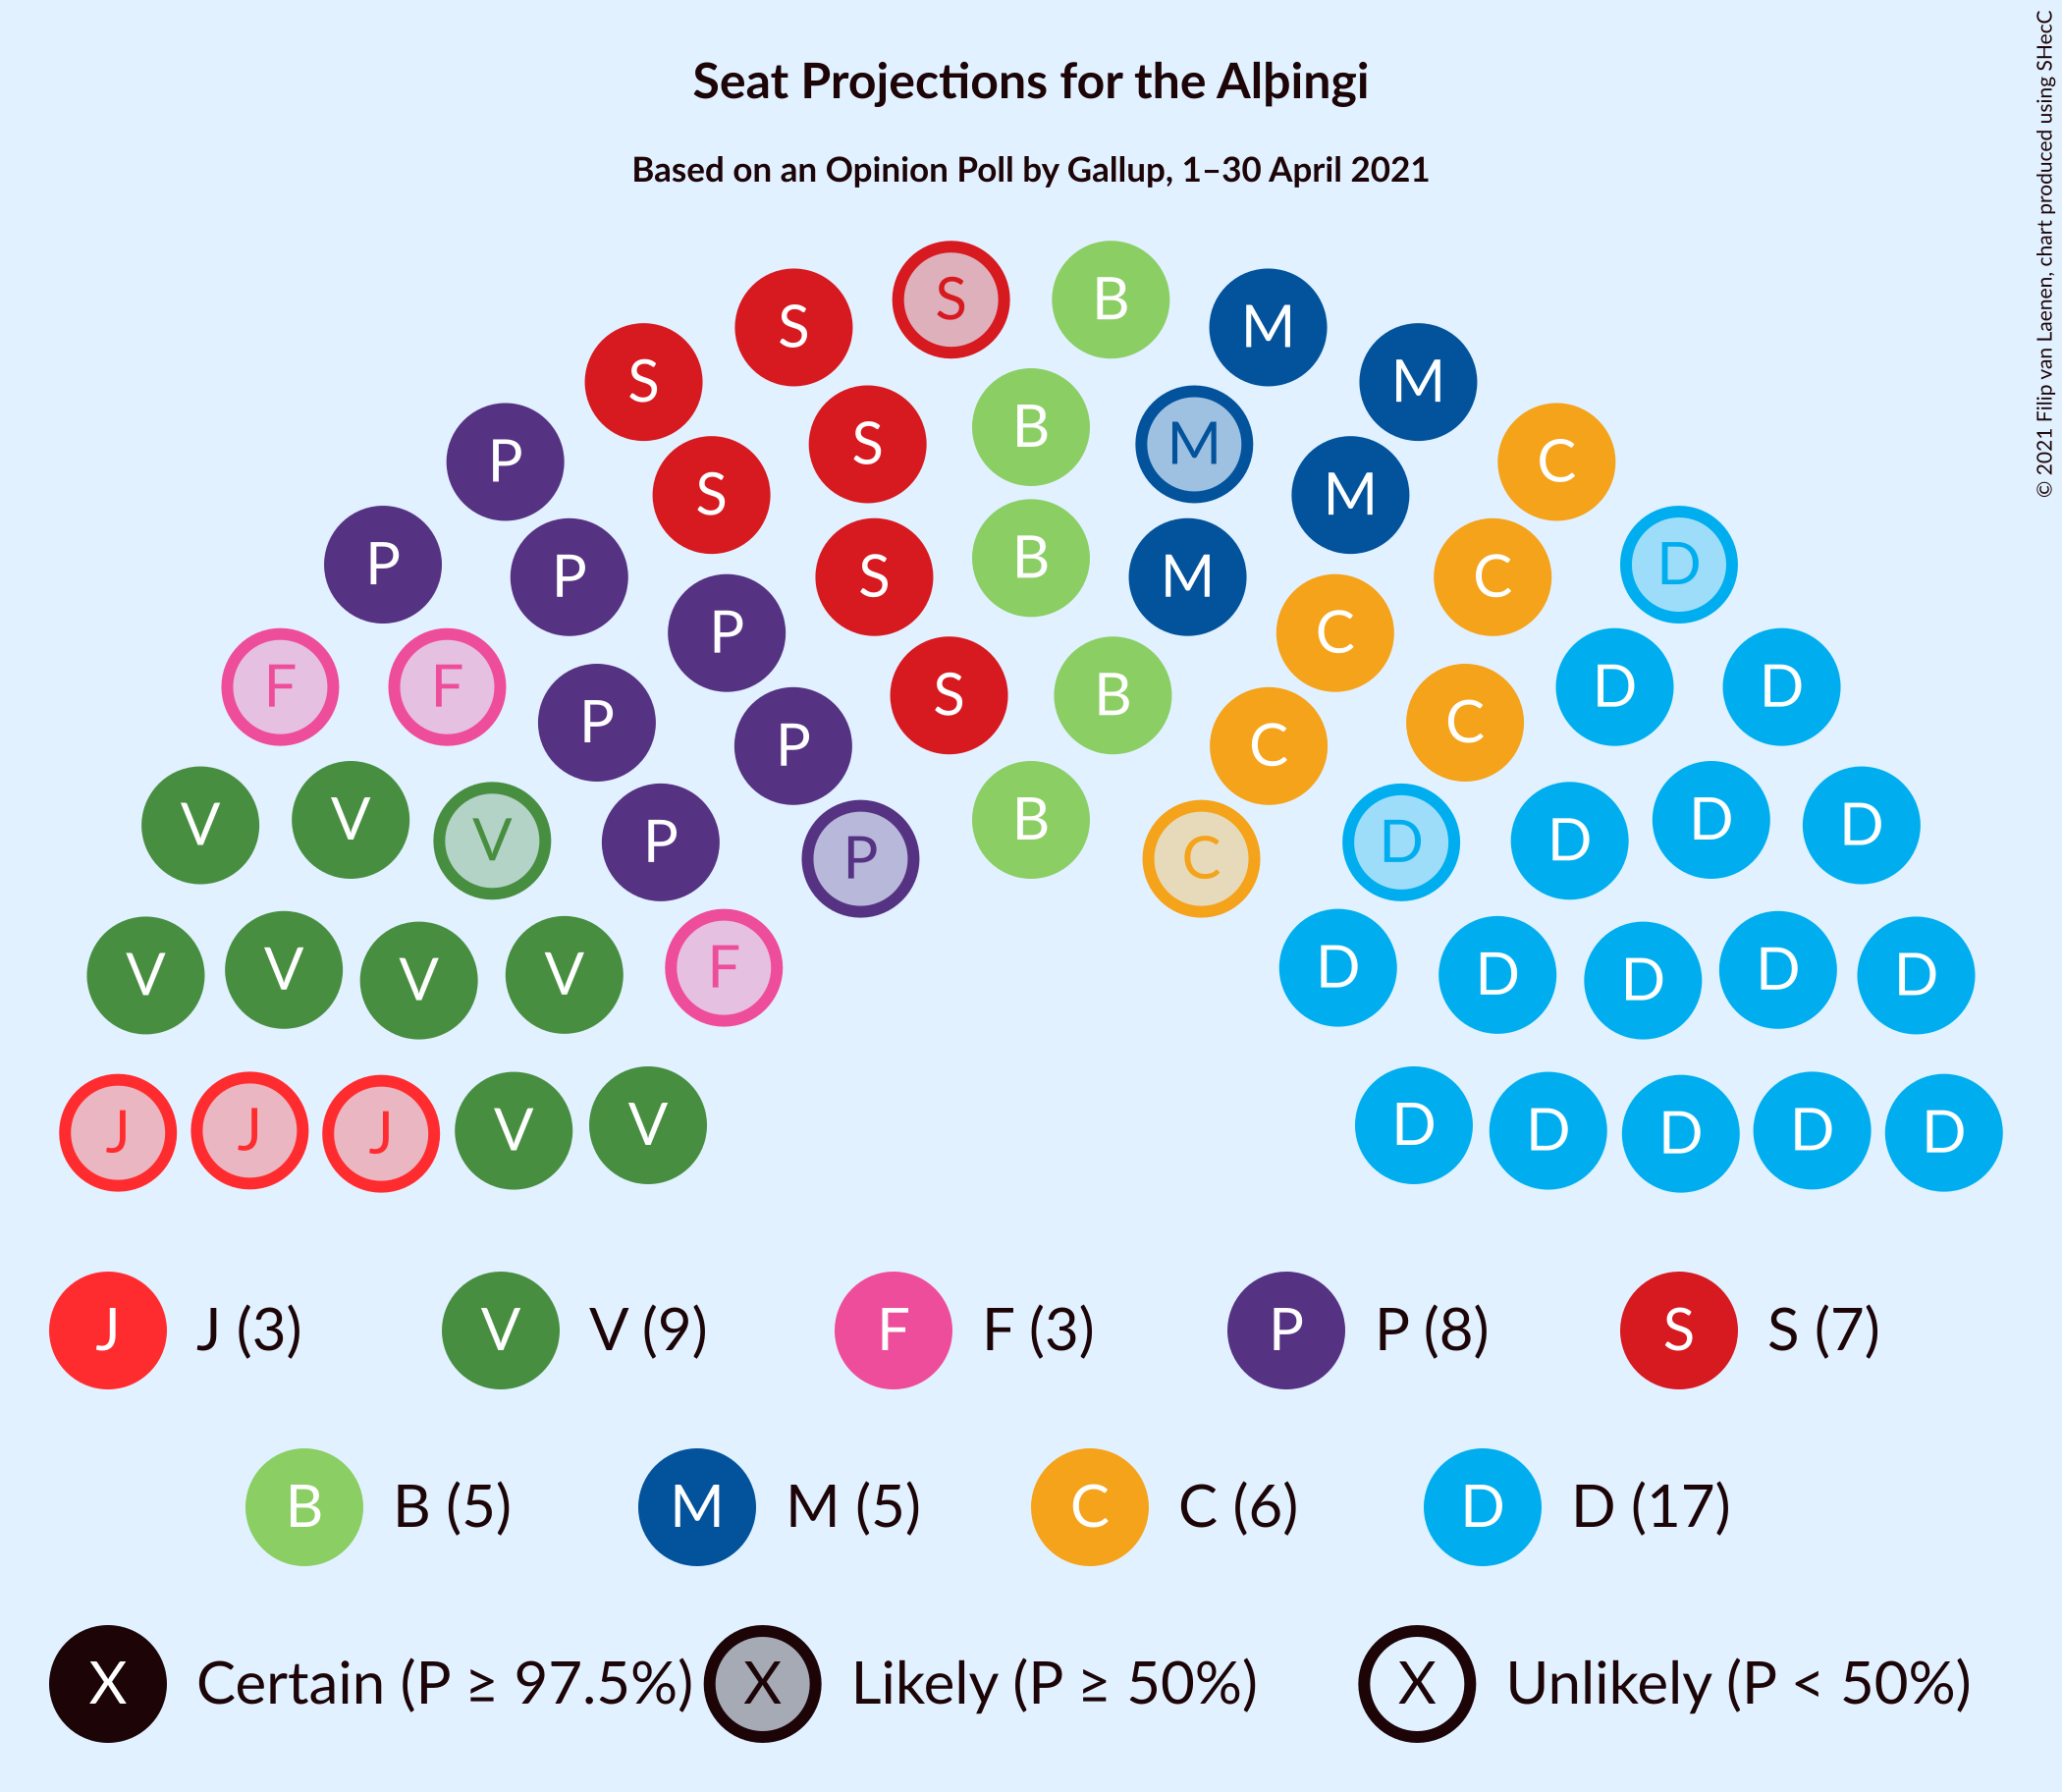 Seat Projections for the Alþingi
Based on an Opinion Poll by Gallup, 1–30 April 2021
© 2021 Filip van Laenen, chart produced using SHecC
S B
S M
S M
B
S M
P C
S M
B
P D
P S M C
P C
F F D D
S B
P C
P C
V V D D
B
V D D
P P C
F D
V V V V D D D D
J J J V V D D D D D
J J (3) V V (9) F F (3) P P (8) S S (7)
B B (5) M M (5) C C (6) D D (17)
X Certain (P ≥ 97.5%) X Likely (P ≥ 50%) X Unlikely (P < 50%)